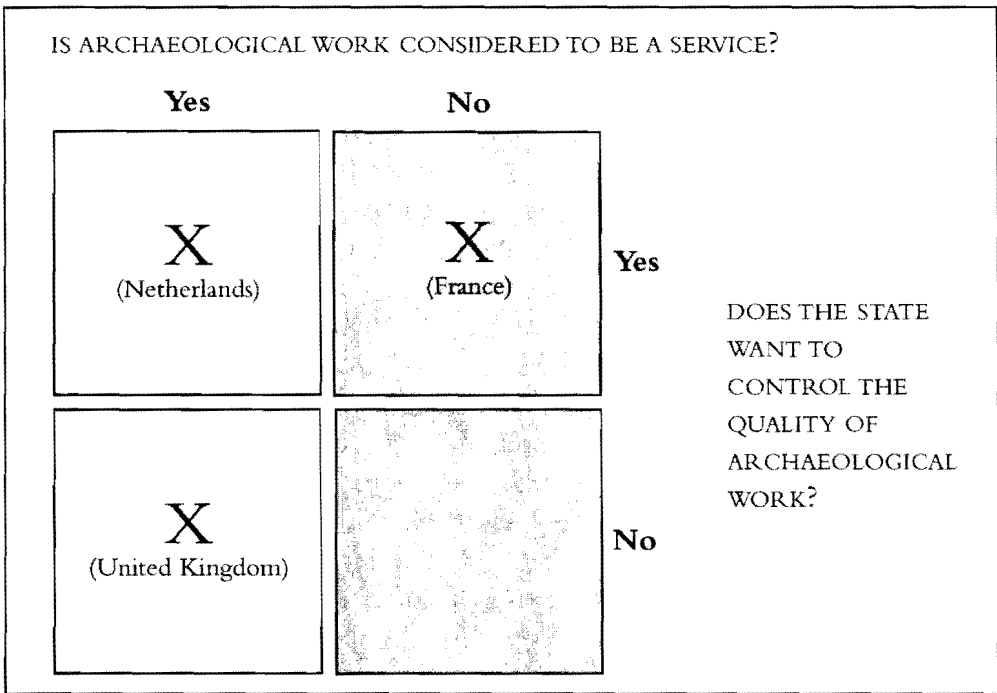 IS ARCHAEOLOGICAL WORK CONSIDERED TO BE A SERVICE?
Yes No
X X
(Netherlands) (France)
Yes
DOES THE STATE
WANT TO
CONTROL THE
QUALITY OF
ARCHAEOLOGICAL
WORK?
X
(United Kingdom)
No